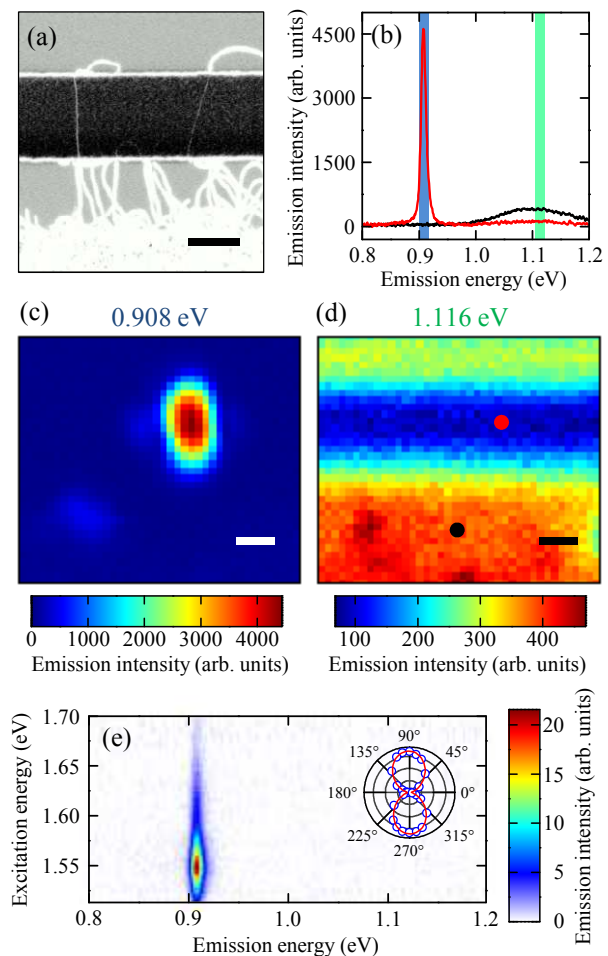 (a)
(b)
Emission intensity (arb. units)
4500
3000
1500
0
0.8 0.9 1.0 1.1 1.2
Emission energy (eV)
(c) 0.908 eV
(d) 1.116 eV
0 1000 2000 3000 4000
Emission intensity (arb. units)
100 200 300 400
Emission intensity (arb. units)
(e)
Excitation energy (eV)
1.70
1.65
1.60
1.55
0.8 0.9 1.0 1.1 1.2
Emission energy (eV)
90°
135° 45°
180° 0°
225° 315°
270°
20
15
10
5
0
Emission intensity (arb. units)